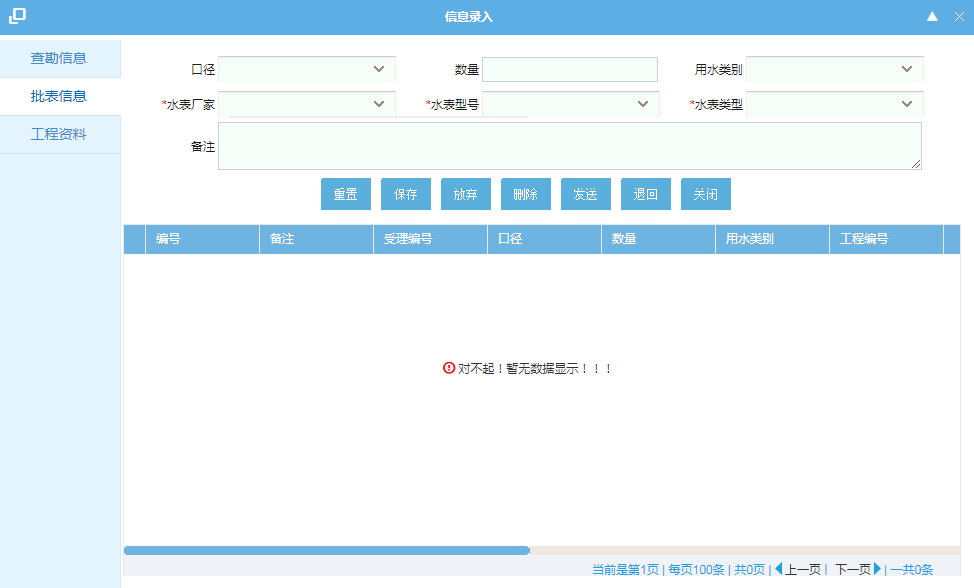 信息录入
查勘信息
批表信息
工程资料
口径 数量 用水类别
*水表厂家 *水表型号 *水表类型
备注
重置 保存 放弃 删除 发送 退回 关闭
编号 备注 受理编号 口径 数量 用水类别 工程编号
对不起！暂无数据显示！！！
当前是第1页 | 每页100条 | 共0页 | 上一页 | 下一页 | 一共0条